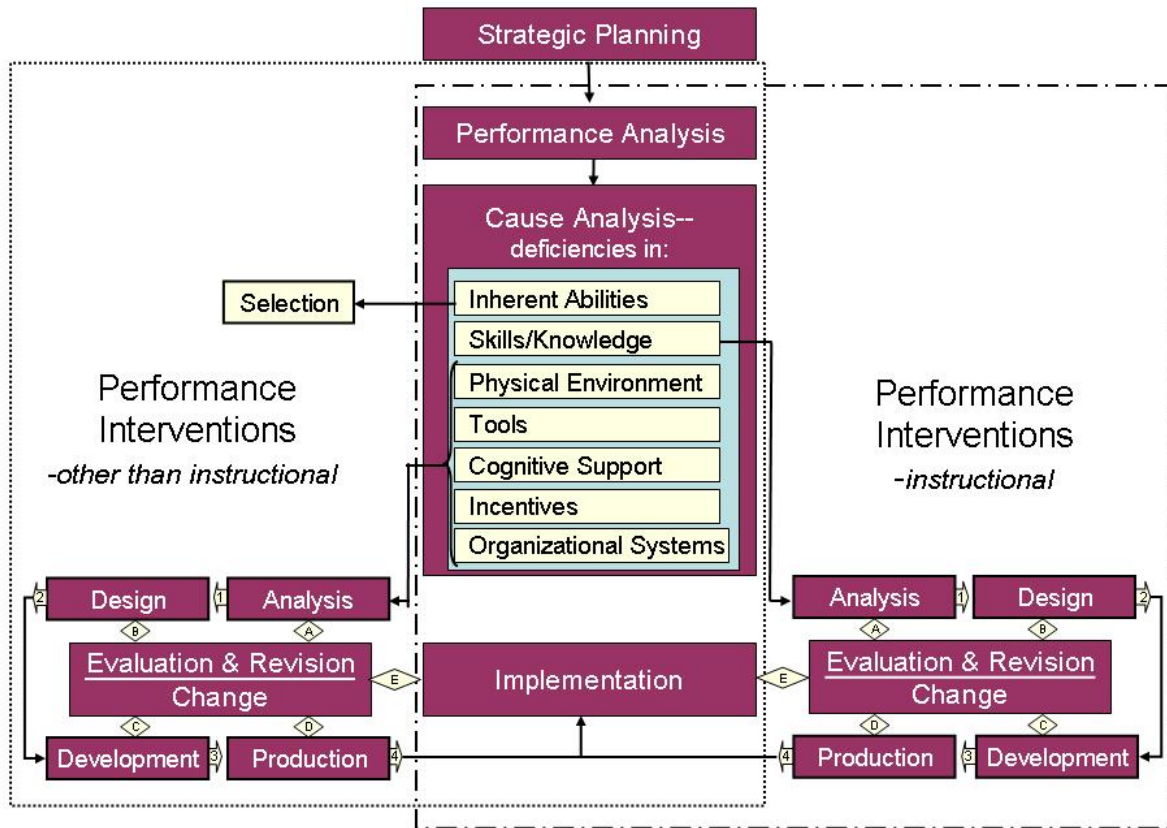 Strategic Planning
Performance Analysis
Cause Analysis--
deficiencies in:
Inherent Abilities
Skills/Knowledge
Physical Environment
Tools
Cognitive Support
Incentives
Organizational Systems
Selection
Performance
Interventions
-other than instructional
Performance
Interventions
-instructional
2 Design 1 Analysis
B A
Evaluation & Revision
Change
E
C D
Development 3 Production 4
Implementation
Analysis 1 Design 2
A B
E
Evaluation & Revision
Change
D C
4 Production 3 Development